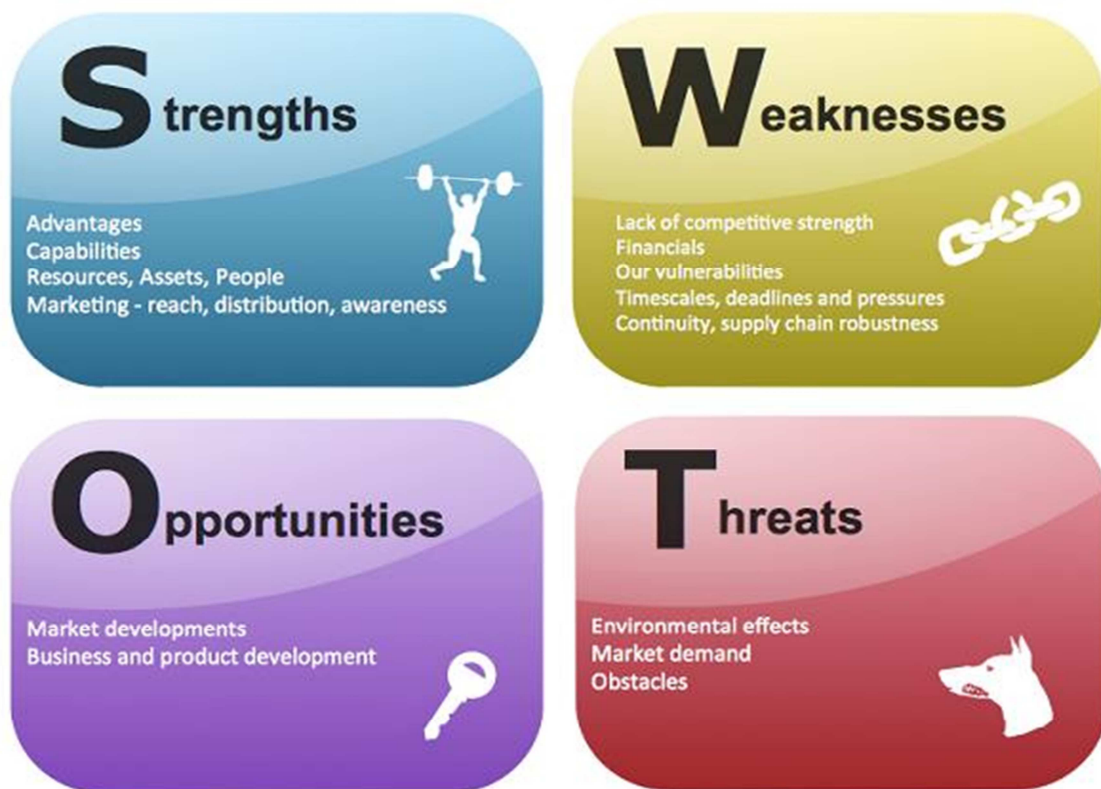 Strengths
Advantages
Capabilities
Resources, Assets, People
Marketing - reach, distribution, awareness
Weaknesses
Lack of competitive strength
Financials
Our vulnerabilities
Timescales, deadlines and pressures
Continuity, supply chain robustness
Opportunities
Market developments
Business and product development
Threats
Environmental effects
Market demand
Obstacles